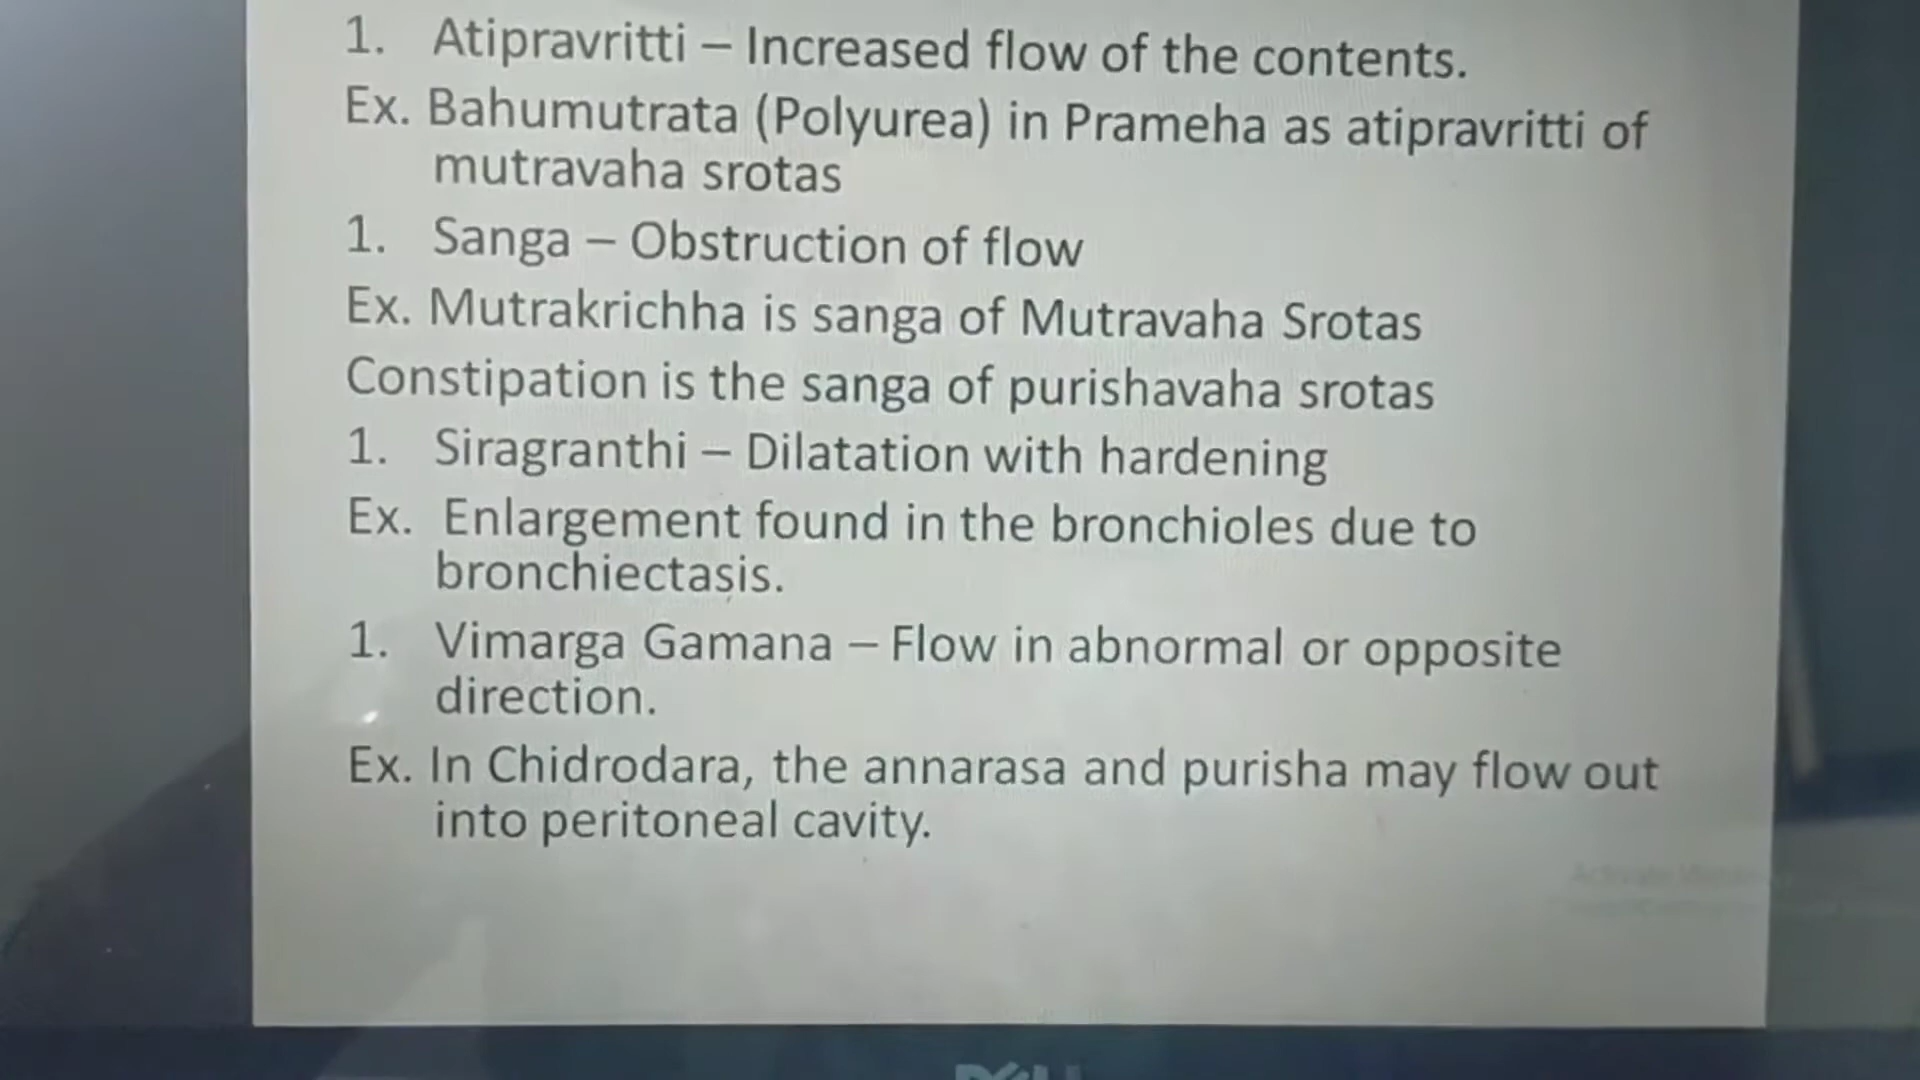 1. Atipravritti – Increased flow of the contents.
Ex. Bahumutrata (Polyurea) in Prameha as atipravritti of
mutravaha srotas
1. Sanga – Obstruction of flow
Ex. Mutrakrichha is sanga of Mutravaha Srotas
Constipation is the sanga of purishavaha srotas
1. Siragranthi – Dilatation with hardening
Ex. Enlargement found in the bronchioles due to
bronchiectasis.
1. Vimarga Gamana – Flow in abnormal or opposite
direction.
Ex. In Chidrodara, the annarasa and purisha may flow out
into peritoneal cavity.